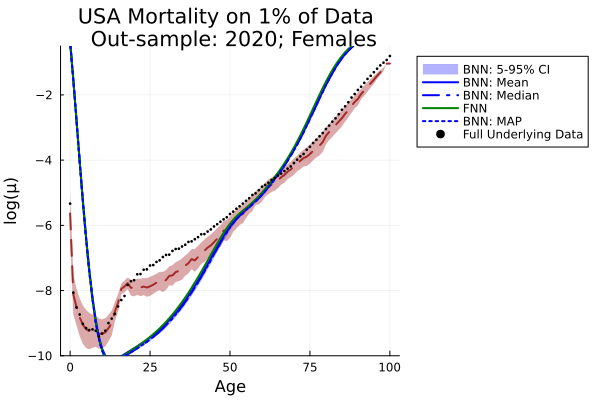 USA Mortality on 1% of Data
Out-sample: 2020; Females
BNN: 5-95% CI
BNN: Mean
BNN: Median
FNN
BNN: MAP
Full Underlying Data
log(μ)
−2
−4
−6
−8
−10
0
25
50
75
100
Age